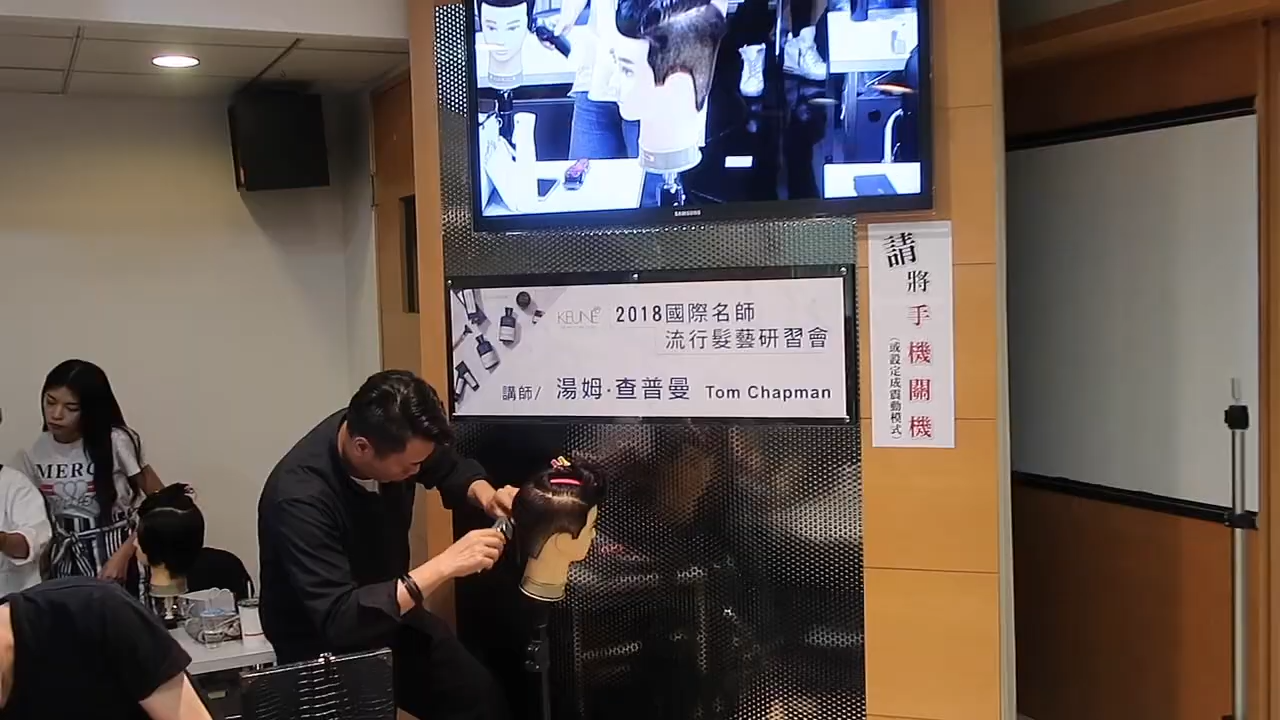 SAMSUNG
KEUNE
2018國際名師
流行髮藝研習會
講師/ 湯姆·查普曼 Tom Chapman
請將手機關機
(或設定成震動模式)
MERC